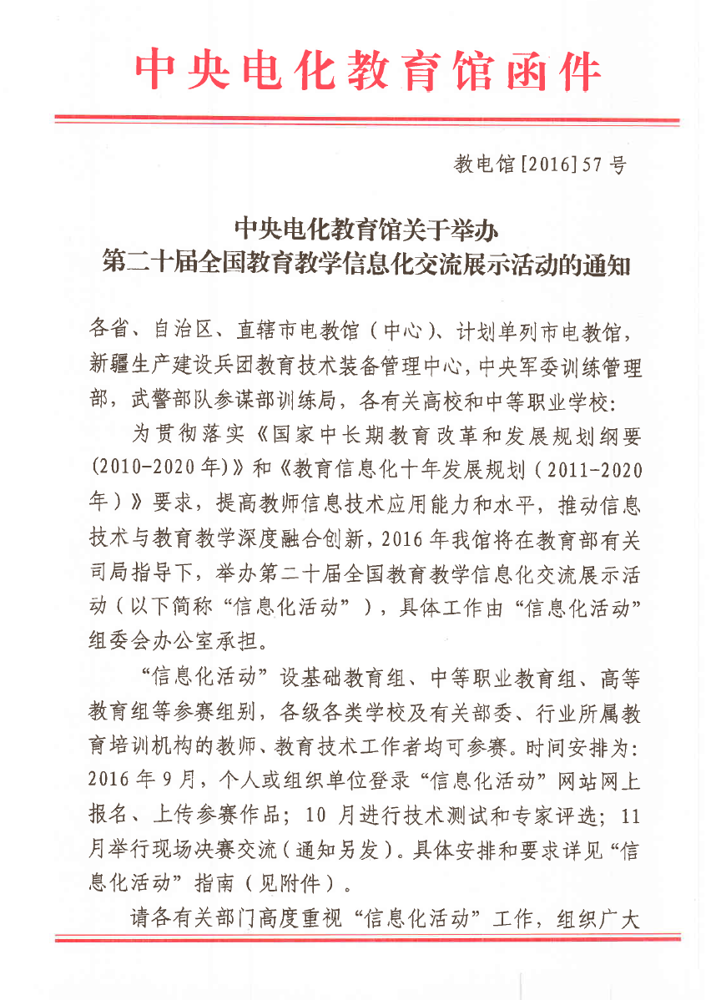 中央电化教育馆函件
教电馆[2016]57号
中央电化教育馆关于举办
第二十届全国教育教学信息化交流展示活动的通知
各省、自治区、直辖市电教馆（中心）、计划单列市电教馆，
新疆生产建设兵团教育技术装备管理中心，中央军委训练管理
部，武警部队参谋部训练局，各有关高校和中等职业学校：
为贯彻落实《国家中长期教育改革和发展规划纲要
(2010-2020年)》和《教育信息化十年发展规划（2011-2020
年）》要求，提高教师信息技术应用能力和水平，推动信息
技术与教育教学深度融合创新，2016年我馆将在教育部有关
司局指导下，举办第二十届全国教育教学信息化交流展示活
动（以下简称“信息化活动”），具体工作由“信息化活动”
组委会办公室承担。
“信息化活动”设基础教育组、中等职业教育组、高等
教育组等参赛组别，各级各类学校及有关部委、行业所属教
育培训机构的教师、教育技术工作者均可参赛。时间安排为：
2016年9月，个人或组织单位登录“信息化活动”网站网上
报名、上传参赛作品；10月进行技术测试和专家评选；11
月举行现场决赛交流（通知另发）。具体安排和要求详见“信
息化活动”指南（见附件）。
请各有关部门高度重视“信息化活动”工作，组织广大